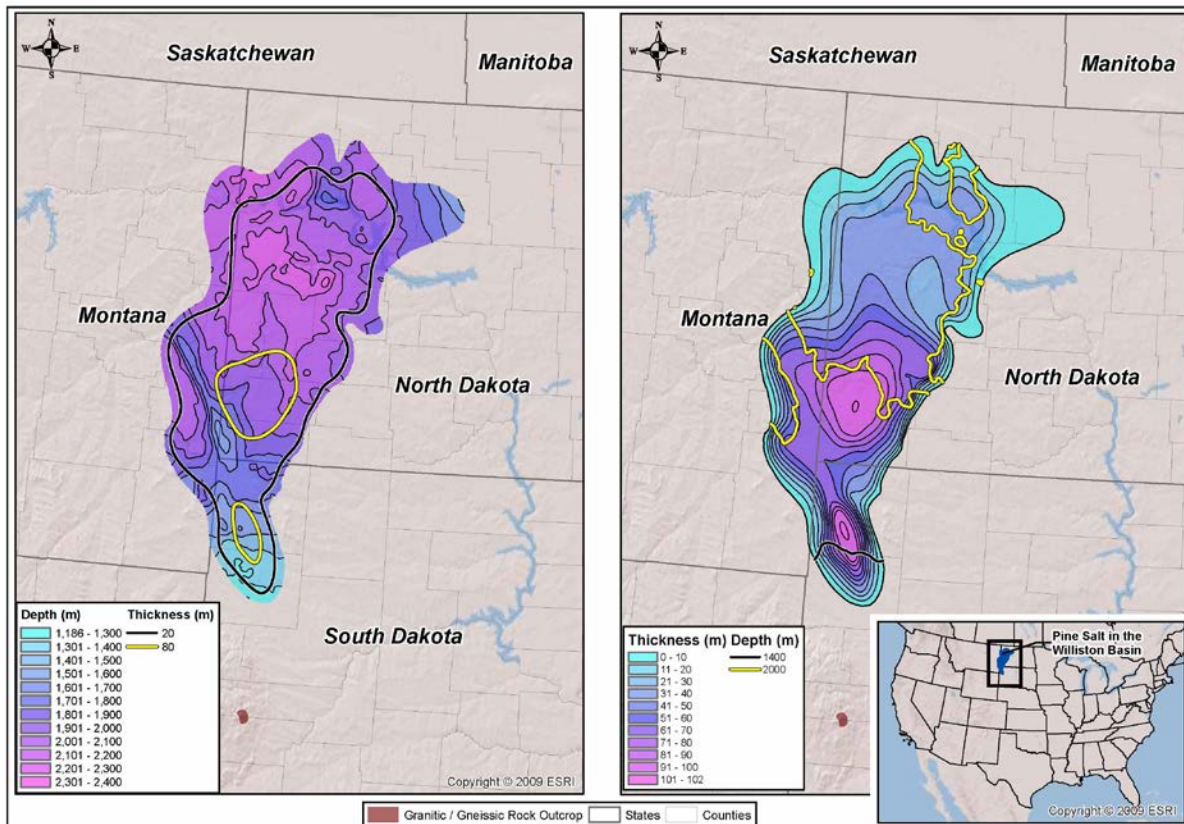 N
W E
S
Saskatchewan
Manitoba
Montana
North Dakota
South Dakota
Depth (m) Thickness (m)
1,186 - 1,300 20
1,301 - 1,400 80
1,401 - 1,500
1,501 - 1,600
1,601 - 1,700
1,701 - 1,800
1,801 - 1,900
1,901 - 2,000
2,001 - 2,100
2,101 - 2,200
2,201 - 2,300
2,301 - 2,400
Copyright © 2009 ESRI
N
W E
S
Saskatchewan
Manitoba
Montana
North Dakota
Thickness (m) Depth (m)
0 - 10 1400
11 - 20 2000
21 - 30
31 - 40
41 - 50
51 - 60
61 - 70
71 - 80
81 - 90
91 - 100
101 - 102
Pine Salt in the
Williston Basin
Copyright © 2009 ESRI
Granitic / Gneissic Rock Outcrop States Counties